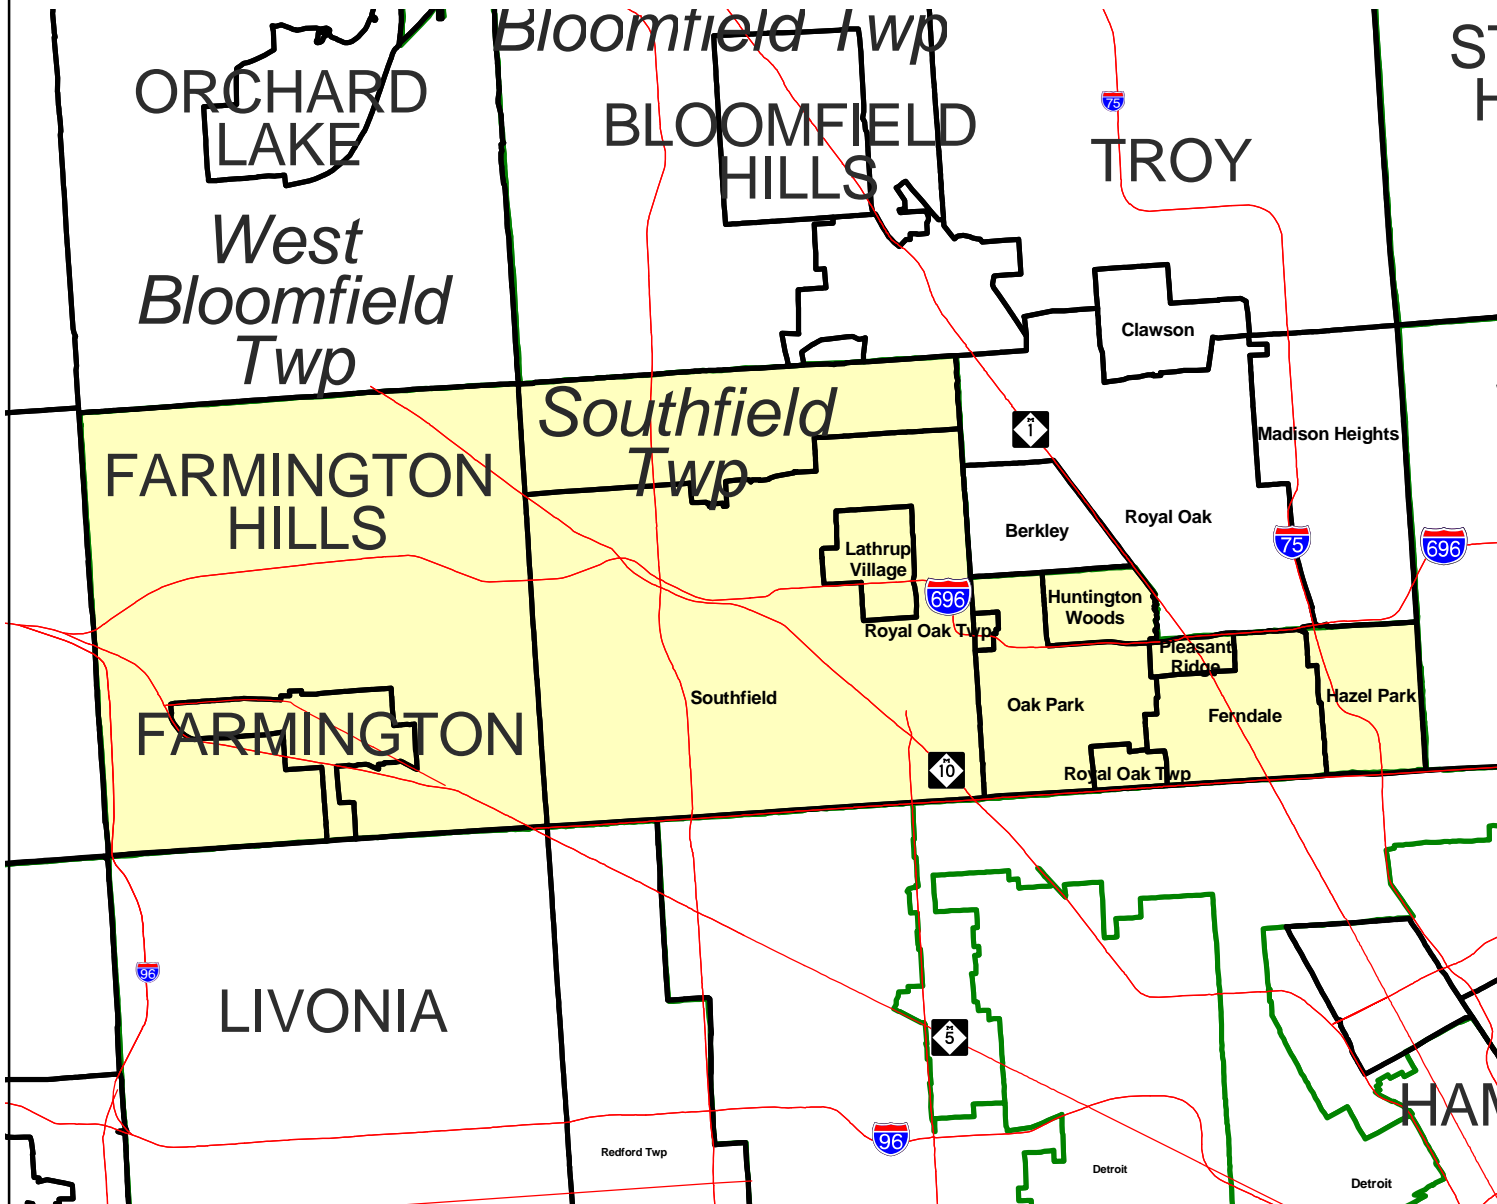 Bloomfield Twp
ORCHARD
LAKE
BLOOMFIELD
HILLS
75
TROY
West
Bloomfield
Twp
Clawson
Southfield
Twp
M
1
Madison Heights
FARMINGTON
HILLS
Berkley
Royal Oak
75
696
Lathrup
Village
696
Huntington
Woods
Royal Oak Twp
Pleasant
Ridge
Southfield
Oak Park
Hazel Park
Ferndale
FARMINGTON
M
10
Royal Oak Twp
96
LIVONIA
M
5
96
Redford Twp
Detroit
Detroit